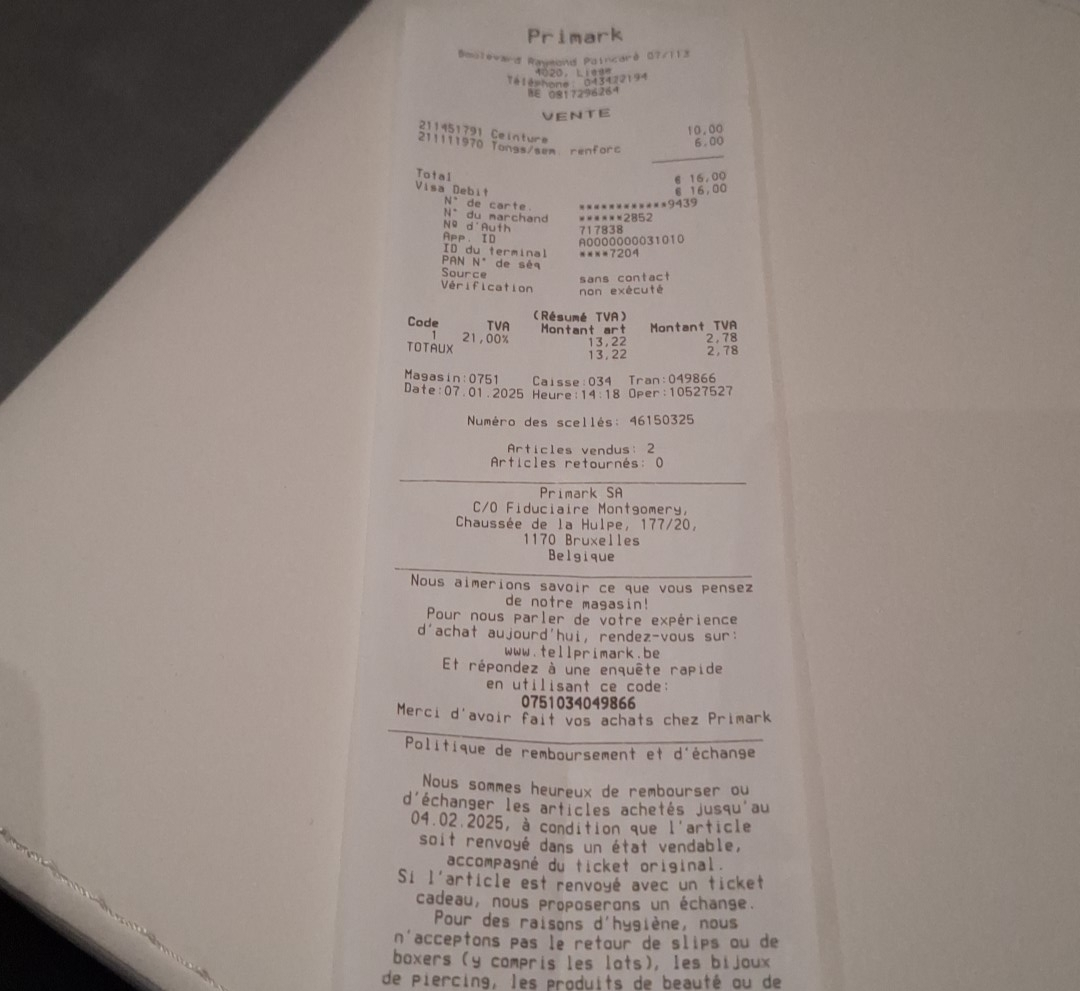 Primark
Boulevard Raymond Poincaré 07/113
4020, Liege
Téléphone: 043422194
BE 0817296264
VENTE
211451791 Ceinture 10,00
211111970 Tongs/sem. renforc 6,00
Total € 16,00
Visa Debit € 16,00
N° de carte. ************9439
N° du marchand ******2852
Nº d'Auth 717838
App. ID A0000000031010
ID du terminal ****7204
PAN N° de séq
Source sans contact
Vérification non exécuté
(Résumé TVA)
Code TVA Montant art Montant TVA
1 21,00% 13,22 2,78
TOTAUX 13,22 2,78
Magasin:0751 Caisse:034 Tran:049866
Date:07.01.2025 Heure:14:18 Oper:10527527
Numéro des scellés: 46150325
Articles vendus: 2
Articles retournés: 0
Primark SA
C/O Fiduciaire Montgomery,
Chaussée de la Hulpe, 177/20,
1170 Bruxelles
Belgique
Nous aimerions savoir ce que vous pensez
de notre magasin!
Pour nous parler de votre expérience
d'achat aujourd'hui, rendez-vous sur:
www.tellprimark.be
Et répondez à une enquête rapide
en utilisant ce code:
0751034049866
Merci d'avoir fait vos achats chez Primark
Politique de remboursement et d'échange
Nous sommes heureux de rembourser ou
d'échanger les articles achetés jusqu'au
04.02.2025, à condition que l'article
soit renvoyé dans un état vendable,
accompagné du ticket original.
Si l'article est renvoyé avec un ticket
cadeau, nous proposerons un échange.
Pour des raisons d'hygiène, nous
n'acceptons pas le retour de slips ou de
boxers (y compris les lots), les bijoux
de piercing, les produits de beauté ou de